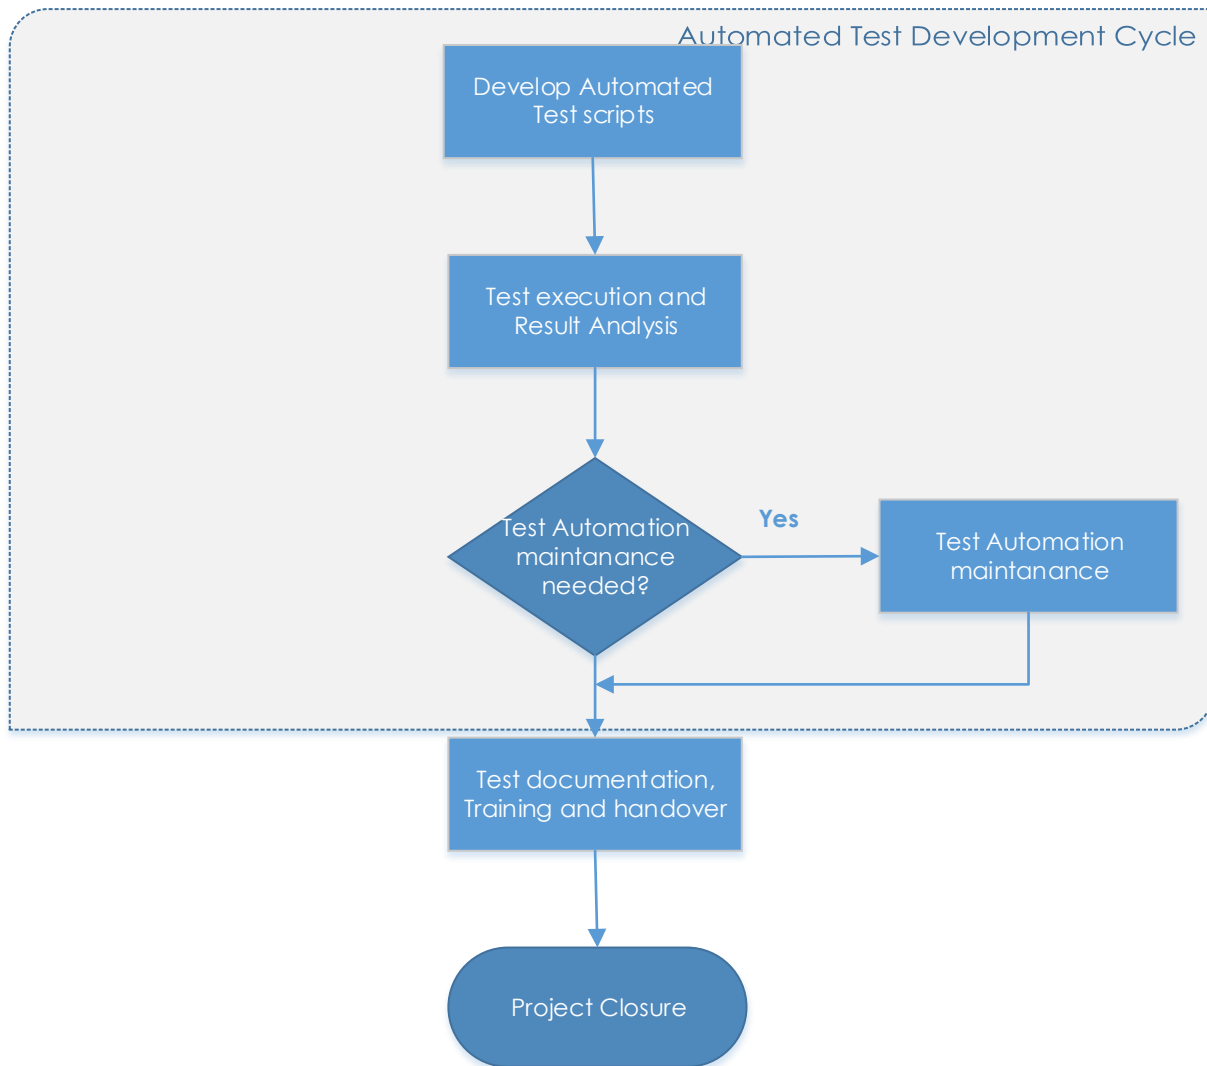 Automated Test Development Cycle
Develop Automated
Test scripts
Test execution and
Result Analysis
Test Automation
maintanance
needed?
Yes
Test Automation
maintanance
Test documentation,
Training and handover
Project Closure